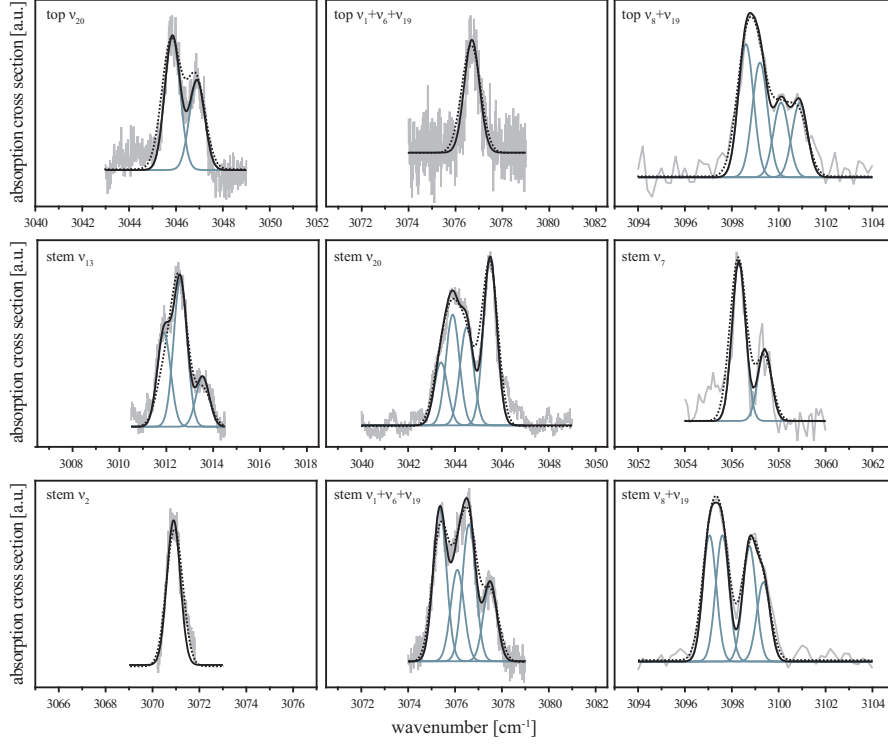 top ν20
top ν1+ν6+ν19
top ν8+ν19
absorption cross section [a.u.]
3040 3042 3044 3046 3048 3050 3052
3072 3074 3076 3078 3080 3082
3094 3096 3098 3100 3102 3104
stem ν13
stem ν20
stem ν7
absorption cross section [a.u.]
3008 3010 3012 3014 3016 3018
3040 3042 3044 3046 3048 3050
3052 3054 3056 3058 3060 3062
stem ν2
stem ν1+ν6+ν19
stem ν8+ν19
absorption cross section [a.u.]
3066 3068 3070 3072 3074 3076
3072 3074 3076 3078 3080 3082
3094 3096 3098 3100 3102 3104
wavenumber [cm-1]